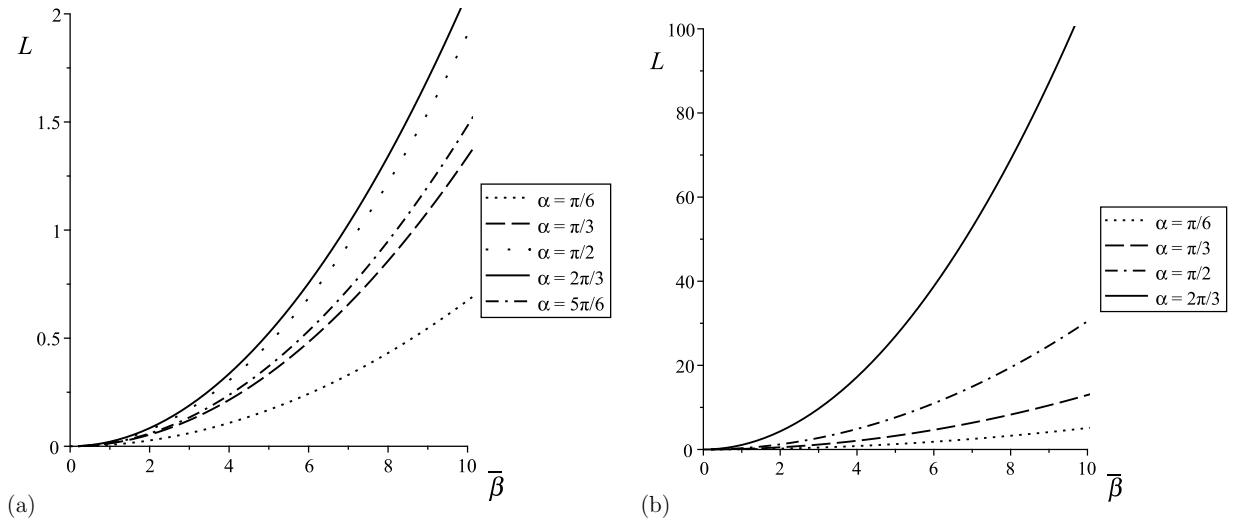 2
L
1.5
1
0.5
0
0 2 4 6 8 10
β̄
α = π/6
α = π/3
α = π/2
α = 2π/3
α = 5π/6
(a)
100
L
80
60
40
20
0
0 2 4 6 8 10
β̄
α = π/6
α = π/3
α = π/2
α = 2π/3
(b)